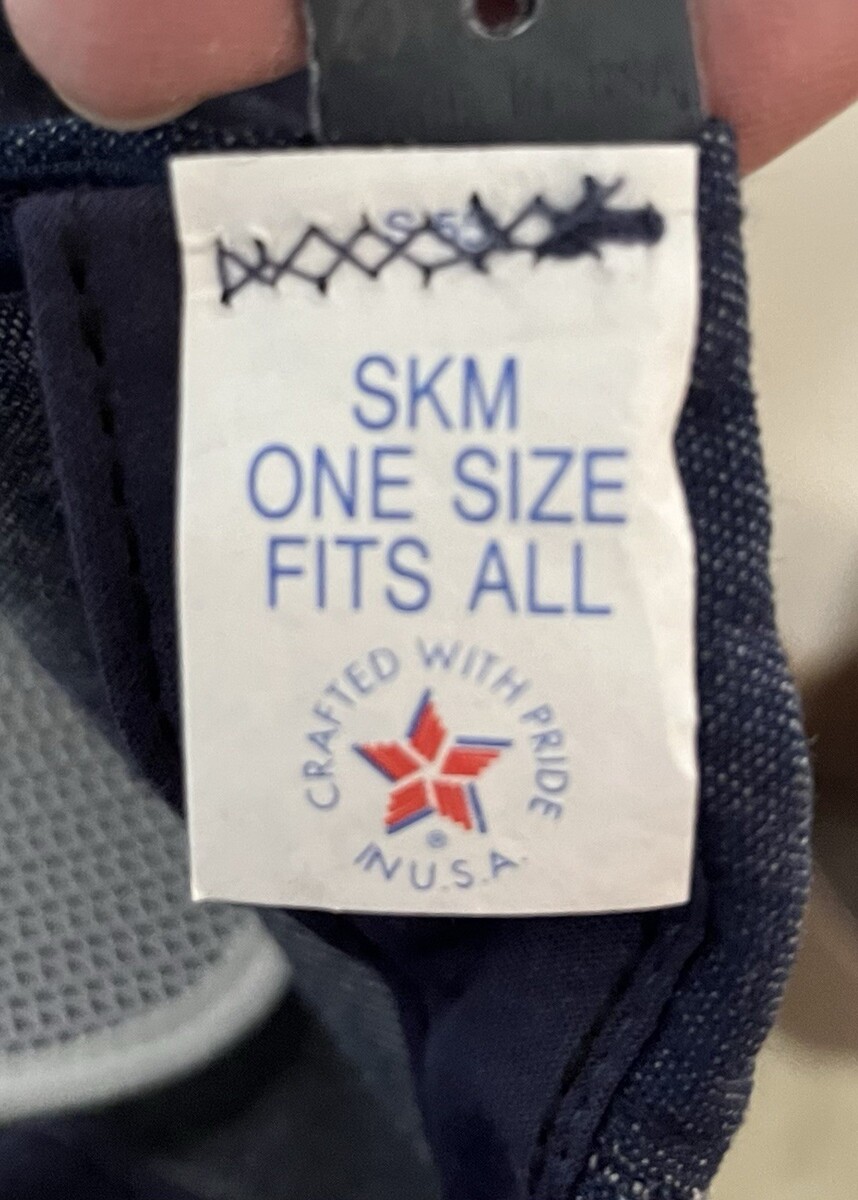 SKM
ONE SIZE
FITS ALL
CRAFTED WITH PRIDE
®
IN U.S.A.